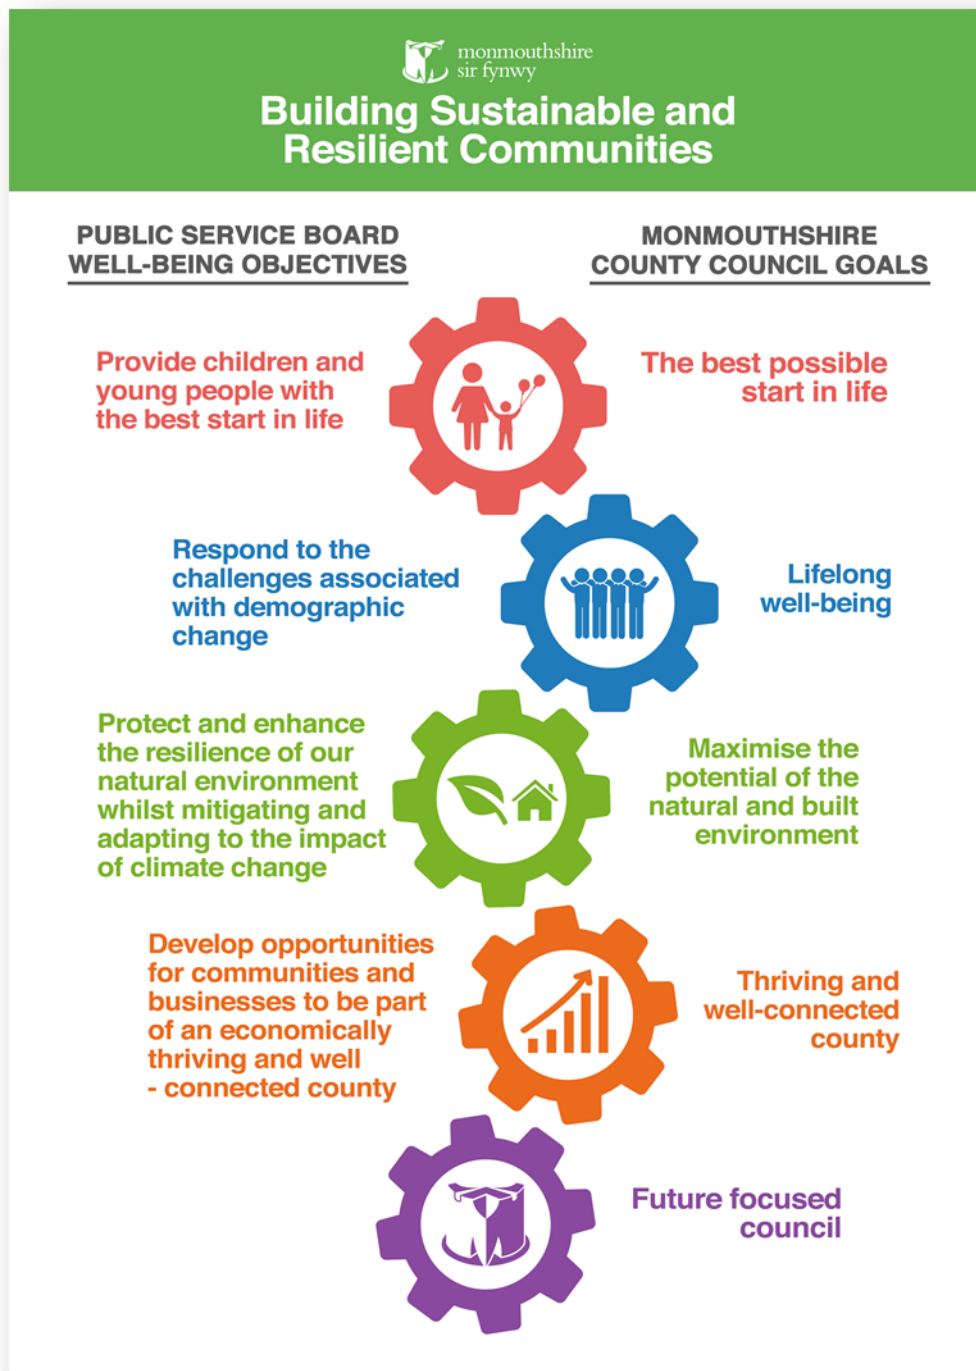 monmouthshire
sir fynwy
Building Sustainable and
Resilient Communities
PUBLIC SERVICE BOARD
WELL-BEING OBJECTIVES
MONMOUTHSHIRE
COUNTY COUNCIL GOALS
Provide children and
young people with
the best start in life
The best possible
start in life
Respond to the
challenges associated
with demographic
change
Lifelong
well-being
Protect and enhance
the resilience of our
natural environment
whilst mitigating and
adapting to the impact
of climate change
Maximise the
potential of the
natural and built
environment
Develop opportunities
for communities and
businesses to be part
of an economically
thriving and well
- connected county
Thriving and
well-connected
county
Future focused
council